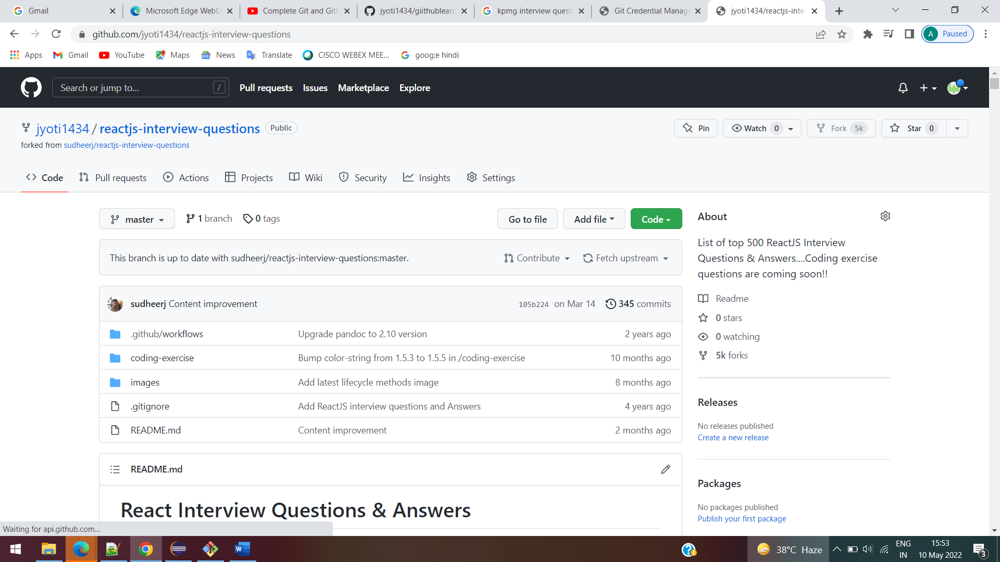 Gmail
Microsoft Edge WebD
Complete Git and GitH
jyoti1434/giithublearn
kpmg interview questi
Git Credential Manage
jyoti1434/reactjs-inte
github.com/jyoti1434/reactjs-interview-questions
A Paused
Apps
Gmail
YouTube
Maps
News
Translate
CISCO WEBEX MEE...
goog;e hindi
Search or jump to... /
Pull requests
Issues
Marketplace
Explore
jyoti1434 / reactjs-interview-questions Public
Pin
Watch 0
Fork 5k
Star 0
forked from sudheerj/reactjs-interview-questions
Code
Pull requests
Actions
Projects
Wiki
Security
Insights
Settings
master
1 branch
0 tags
Go to file
Add file
Code
This branch is up to date with sudheerj/reactjs-interview-questions:master.
Contribute
Fetch upstream
sudheerj Content improvement
105b224 on Mar 14
345 commits
.github/workflows Upgrade pandoc to 2.10 version 2 years ago
coding-exercise Bump color-string from 1.5.3 to 1.5.5 in /coding-exercise 10 months ago
images Add latest lifecycle methods image 8 months ago
.gitignore Add ReactJS interview questions and Answers 4 years ago
README.md Content improvement 2 months ago
README.md
React Interview Questions & Answers
About
List of top 500 ReactJS Interview
Questions & Answers....Coding exercise
questions are coming soon!!
Readme
0 stars
0 watching
5k forks
Releases
No releases published
Create a new release
Packages
No packages published
Publish your first package
Waiting for api.github.com...
38°C Haze
ENG
IN
15:53
10 May 2022
3